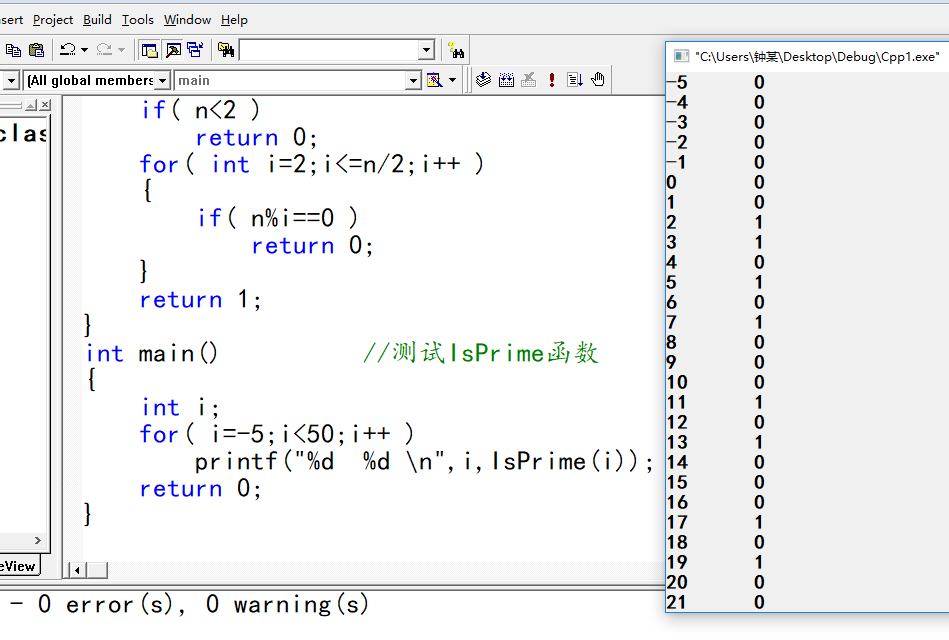 sert Project Build Tools Window Help
[All global members main
clas
if( n<2 )
return 0;
for( int i=2;i<=n/2;i++ )
{
if( n%i==0 )
return 0;
}
return 1;
}
int main() //测试IsPrime函数
{
int i;
for( i=-5;i<50;i++ )
printf("%d  %d \n",i,IsPrime(i));
return 0;
}
eView
- 0 error(s), 0 warning(s)
"C:\Users\钟某\Desktop\Debug\Cpp1.exe"
-5 0
-4 0
-3 0
-2 0
-1 0
0 0
1 0
2 1
3 1
4 0
5 1
6 0
7 1
8 0
9 0
10 0
11 1
12 0
13 1
14 0
15 0
16 0
17 1
18 0
19 1
20 0
21 0